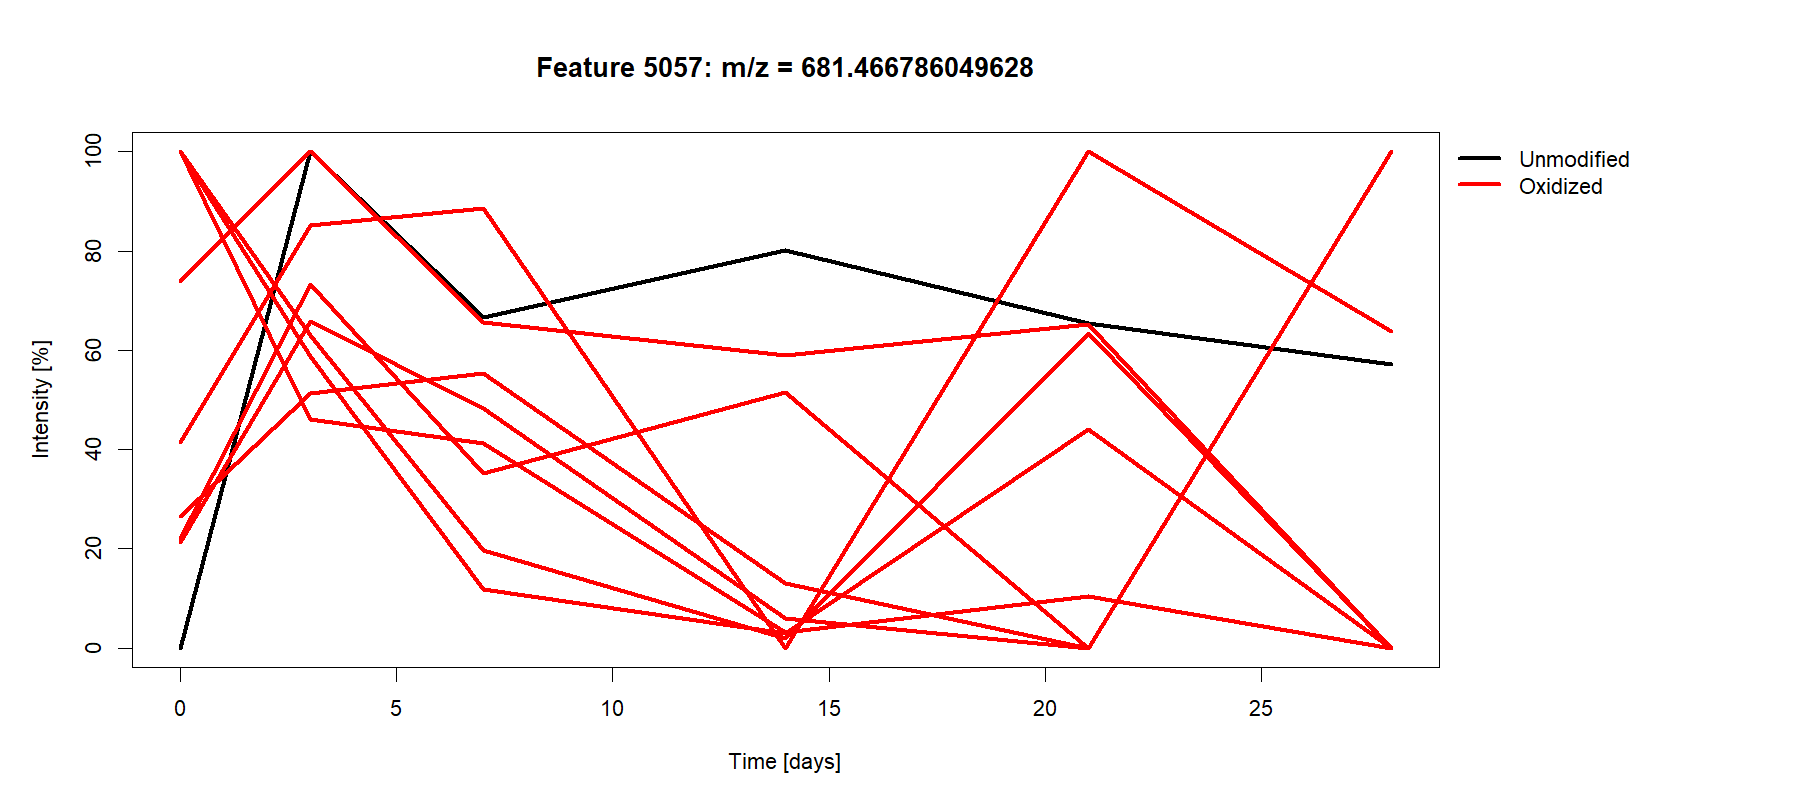 Feature 5057: m/z = 681.466786049628
Unmodified
Oxidized
Intensity [%]
100
80
60
40
20
0
0 5 10 15 20 25
Time [days]